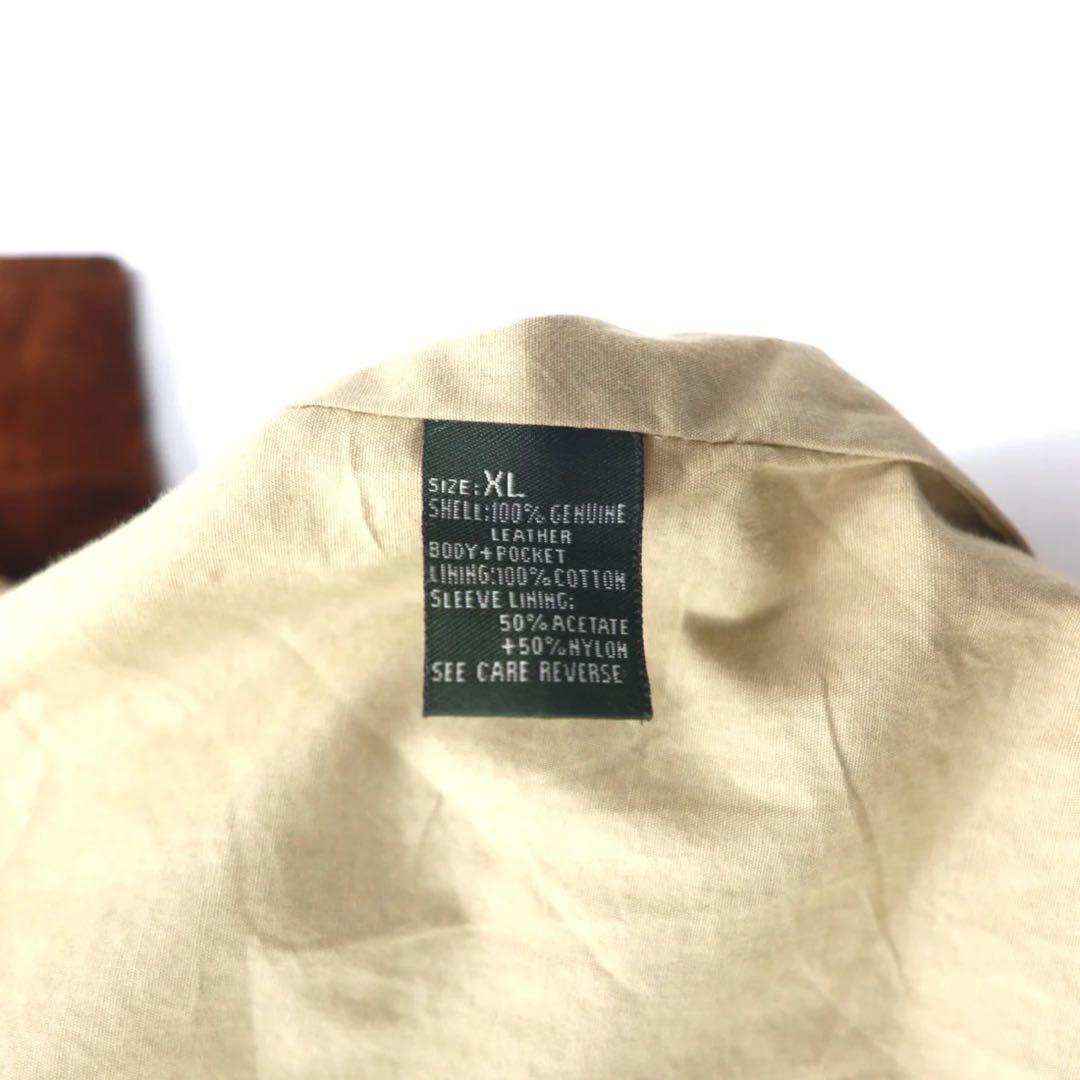 SIZE: XL
SHELL:100% GENUINE
LEATHER
BODY+POCKET
LINING:100% COTTON
SLEEVE LINING:
50% ACETATE
+50% NYLON
SEE CARE REVERSE